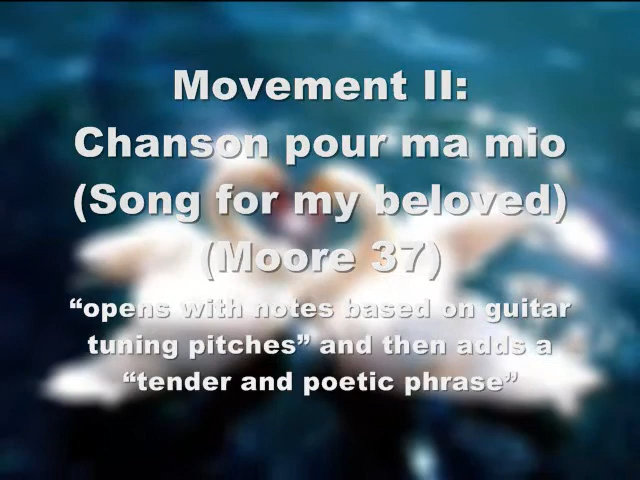 Movement II:
Chanson pour ma mio
(Song for my beloved)
(Moore 37)
“opens with notes based on guitar
tuning pitches” and then adds a
“tender and poetic phrase”